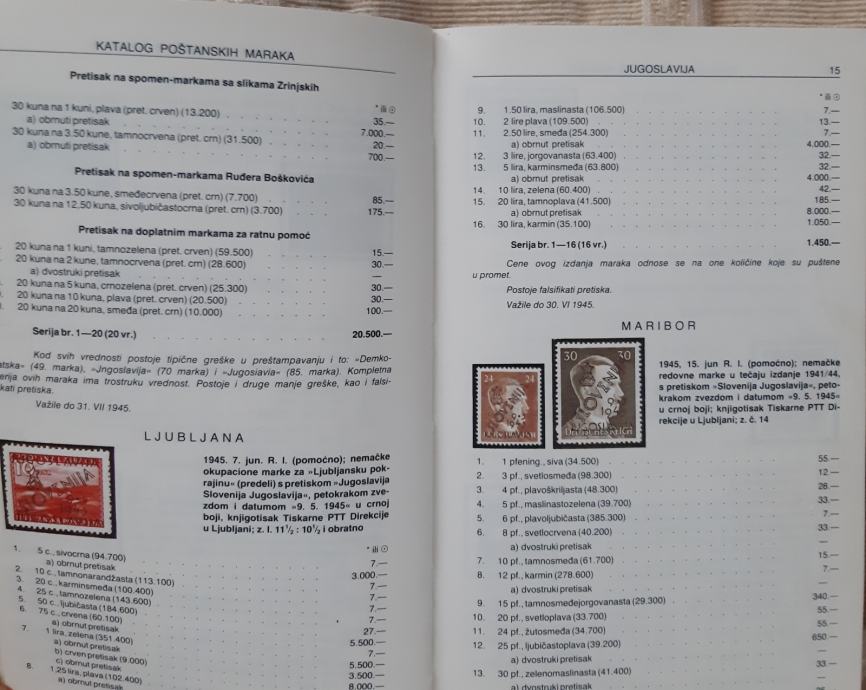 KATALOG POŠTANSKIH MARAKA
Pretisak na spomen-markama sa slikama Zrinjskih
* ili ⊙
30 kuna na 1 kuni, plava (pret. crven) (13.200) 35.—
a) obrnuti pretisak 7.000.—
30 kuna na 3.50 kune, tamnocrvena (pret. crn) (31.500) 20.—
a) obrnuti pretisak 700.—
Pretisak na spomen-markama Ruđera Boškovića
30 kuna na 3.50 kune, smeđecrvena (pret. crn) (7.700) 85.—
30 kuna na 12.50 kuna, sivoljubičastocrna (pret. crn) (3.700) 175.—
Pretisak na doplatnim markama za ratnu pomoć
20 kuna na 1 kuni, tamnozelena (pret. crven) (59.500) 15.—
20 kuna na 2 kune, tamnocrvena (pret. crn) (28.600) 30.—
a) dvostruki pretisak —
20 kuna na 5 kuna, crnozelena (pret. crven) (25.300) 30.—
20 kuna na 10 kuna, plava (pret. crven) (20.500) 30.—
20 kuna na 20 kuna, smeđa (pret. crn) (10.000) 100.—
Serija br. 1—20 (20 vr.) 20.500.—
Kod svih vrednosti postoje tipične greške u preštampavanju i to: »Demko-
atska« (49. marka), »Jngoslavija« (70 marka) i »Jugosiavia« (85. marka). Kompletna
erija ovih maraka ima trostruku vrednost. Postoje i druge manje greške, kao i falsi-
kati pretiska.
Važile do 31. VII 1945.
LJUBLJANA
1945. 7. jun. R. I. (pomoćno); nemačke
okupacione marke za »Ljubljansku pok-
rajinu« (predeli) s pretiskom »Jugoslavija
Slovenija Jugoslavija«, petokrakom zve-
zdom i datumom »9. 5. 1945« u crnoj
boji, knjigotisak Tiskarne PTT Direkcije
u Ljubljani; z. l. 11½ : 10½ i obratno
* ili ⊙
1. 5 c., sivocrna (94.700) 7.—
a) obrnut pretisak 3.000.—
2. 10 c., tamnonarandžasta (113.100) 7.—
3. 20 c., karminsmeđa (100.400) 7.—
4. 25 c., tamnozelena (143.600) 7.—
5. 50 c., ljubičasta (184.600) 7.—
6. 75 c., crvena (60.100) 27.—
a) obrnut pretisak 5.500.—
7. 1 lira, zelena (351.400) 7.—
a) obrnut pretisak 5.500.—
b) crven pretisak (9.000) 3.500.—
c) obrnut pretisak 8.000.—
8. 1.25 lira, plava (102.400)
a) obrnut pretisak
JUGOSLAVIJA 15
* ili ⊙
9. 1.50 lira, maslinasta (106.500) 7.—
10. 2 lire plava (109.500) 13.—
11. 2.50 lire, smeđa (254.300) 7.—
a) obrnut pretisak 4.000.—
12. 3 lire, jorgovanasta (63.400) 32.—
13. 5 lira, karminsmeđa (63.800) 32.—
a) obrnut pretisak 4.000.—
14. 10 lira, zelena (60.400) 42.—
15. 20 lira, tamnoplava (41.500) 185.—
a) obrnut pretisak 8.000.—
16. 30 lira, karmin (35.100) 1.050.—
Serija br. 1—16 (16 vr.) 1.450.—
Cene ovog izdanja maraka odnose se na one količine koje su puštene
u promet.
Postoje falsifikati pretiska.
Važile do 30. VI 1945.
MARIBOR
24 24
30 30
1945, 15. jun R. I. (pomoćno); nemačke
redovne marke u tečaju izdanje 1941/44,
s pretiskom »Slovenija Jugoslavija«, peto-
krakom zvezdom i datumom »9. 5. 1945«
u crnoj boji; knjigotisak Tiskarne PTT Di-
rekcije u Ljubljani; z. č. 14
1. 1 pfening., siva (34.500) 55.—
2. 3 pf., svetlosmeđa (98.300) 12.—
3. 4 pf., plavoškriljasta (48.300) 28.—
4. 5 pf., maslinastozelena (39.700) 33.—
5. 6 pf., plavoljubičasta (385.300) 7.—
6. 8 pf., svetlocrvena (40.200) 33.—
a) dvostruki pretisak —
7. 10 pf., tamnosmeđa (61.700) 15.—
8. 12 pf., karmin (278.600) 7.—
a) dvostruki pretisak —
9. 15 pf., tamnosmeđejorgovanasta (29.300) 340.—
10. 20 pf., svetloplava (33.700) 55.—
11. 24 pf., žutosmeđa (34.700) 55.—
12. 25 pf., ljubičastoplava (39.200) 650.—
a) dvostruki pretisak —
13. 30 pf., zelenomaslinasta (41.400) 33.—
a) dvostruki pretisak